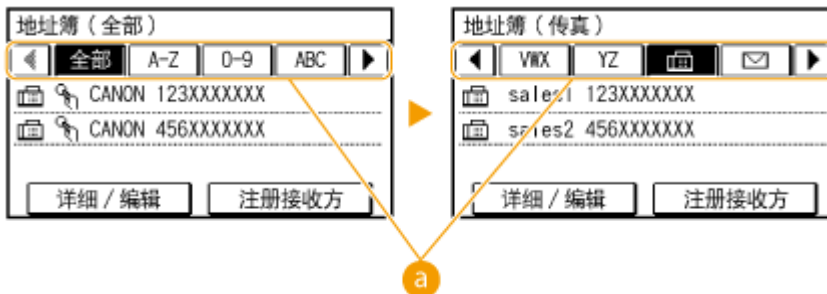 地址簿（全部）
全部 A-Z 0-9 ABC
CANON 123XXXXXXX
CANON 456XXXXXXX
详细／编辑 注册接收方
地址簿（传真）
VWX YZ
sales1 123XXXXXXX
sales2 456XXXXXXX
详细／编辑 注册接收方
a